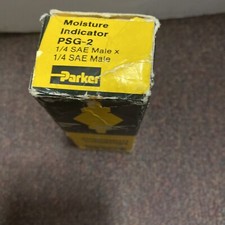 Moisture
Indicator
PSG-2
1/4 SAE Male x
1/4 SAE Male
Parker